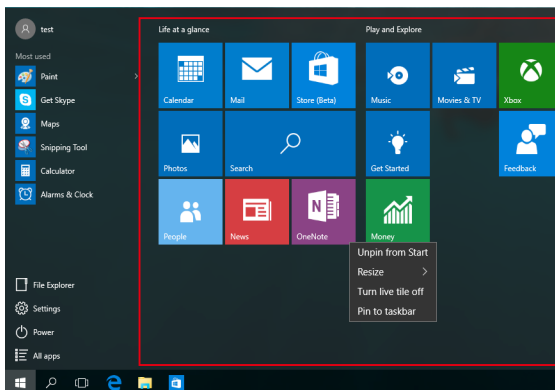 test
Most used
Paint
Get Skype
Maps
Snipping Tool
Calculator
Alarms & Clock
File Explorer
Settings
Power
All apps
Life at a glance
Calendar
Mail
Store (Beta)
Photos
Search
People
News
OneNote
Play and Explore
Music
Movies & TV
Xbox
Get Started
Feedback
Money
Unpin from Start
Resize
Turn live tile off
Pin to taskbar